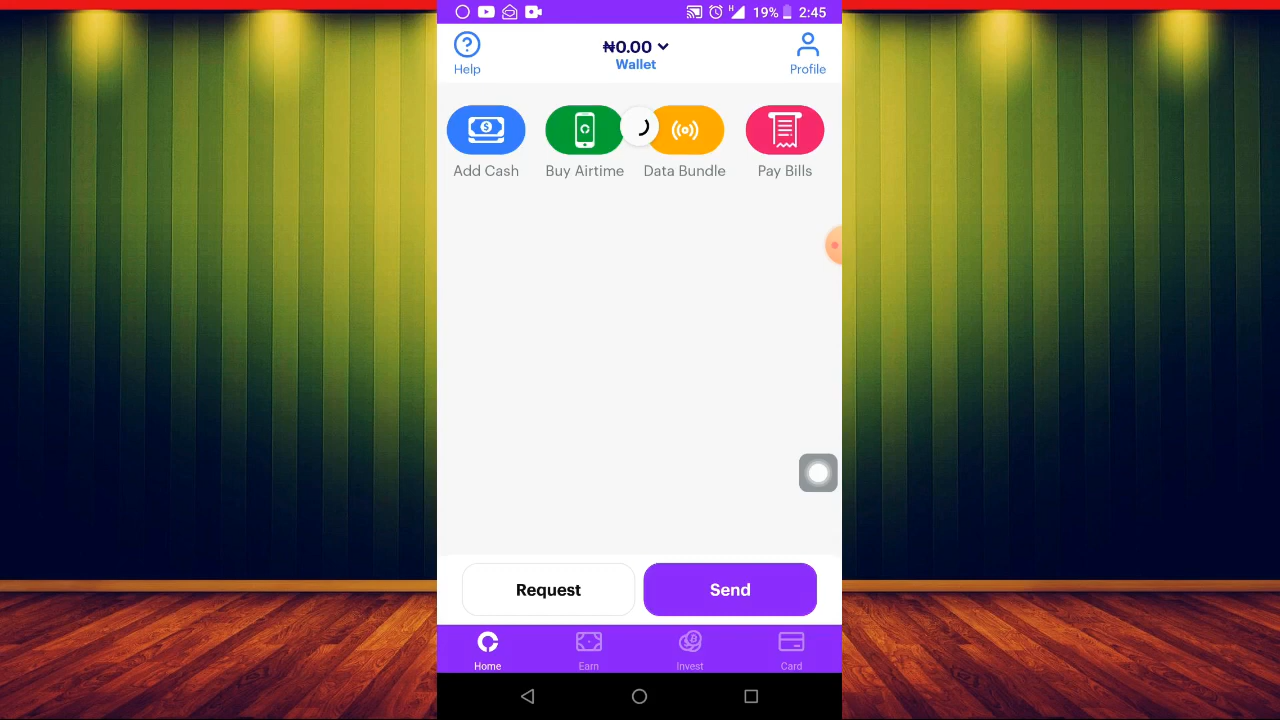 19% 2:45
Help
₦0.00
Wallet
Profile
Add Cash
Buy Airtime
Data Bundle
Pay Bills
Request
Send
Home
Earn
Invest
Card